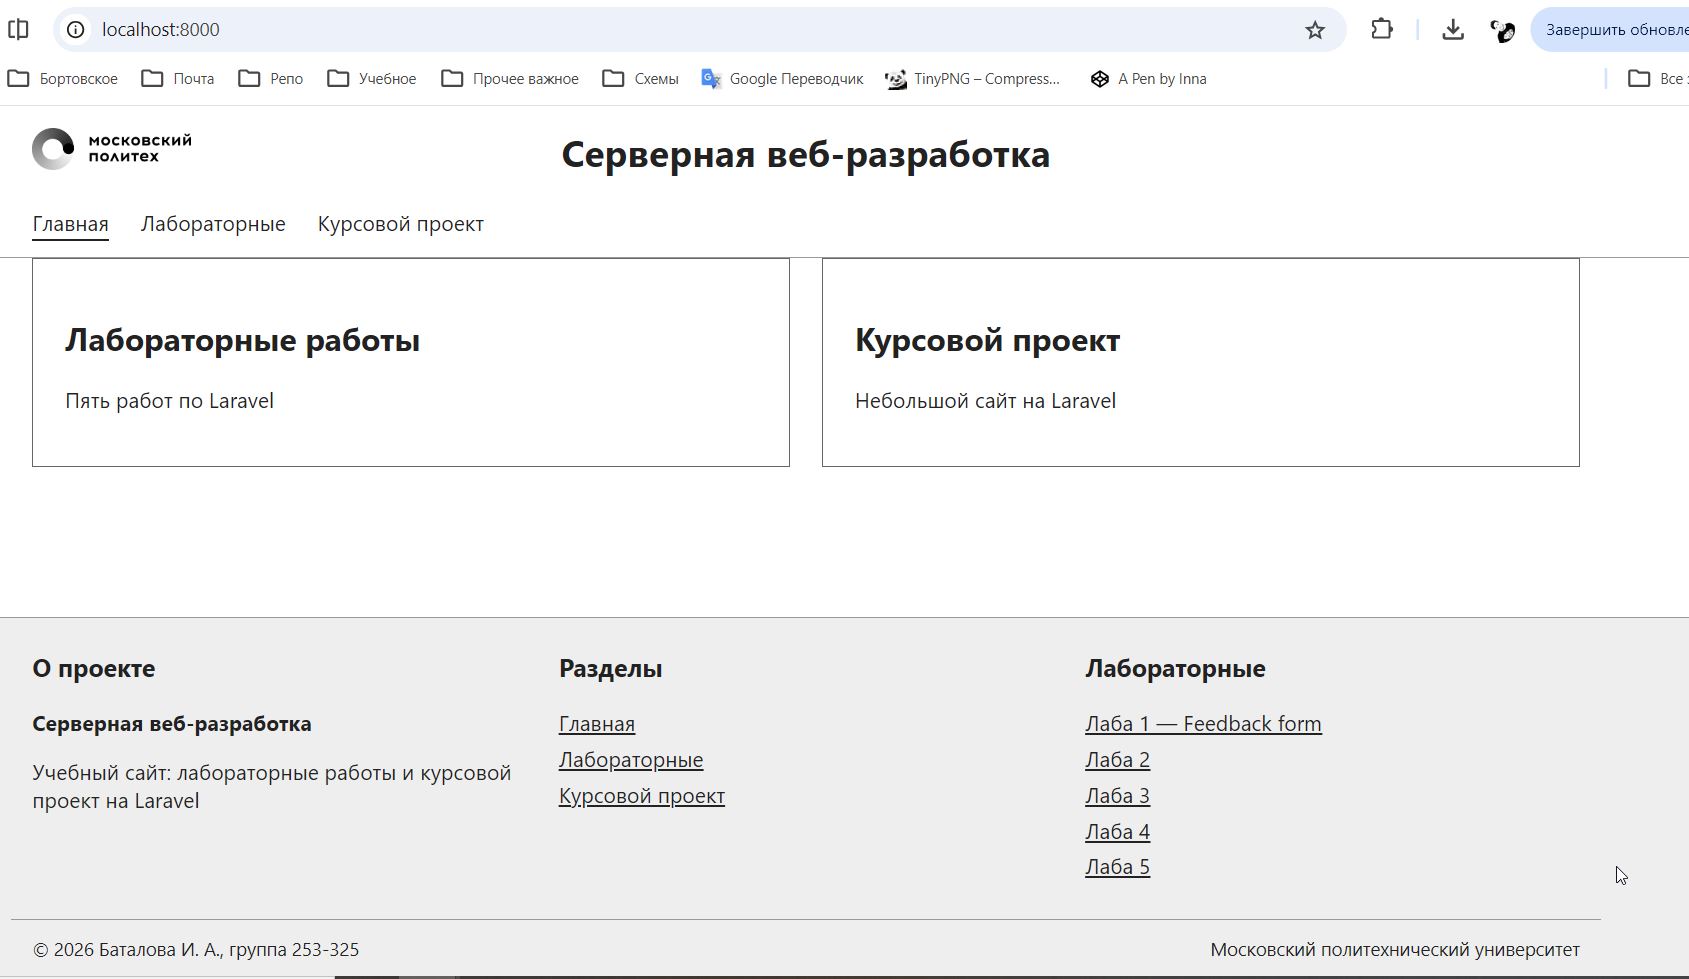 localhost:8000
Завершить обновле
Бортовское
Почта
Репо
Учебное
Прочее важное
Схемы
Google Переводчик
TinyPNG – Compress...
A Pen by Inna
Все з
московский
политех
Серверная веб-разработка
Главная
Лабораторные
Курсовой проект
Лабораторные работы
Пять работ по Laravel
Курсовой проект
Небольшой сайт на Laravel
О проекте
Серверная веб-разработка
Учебный сайт: лабораторные работы и курсовой
проект на Laravel
Разделы
Главная
Лабораторные
Курсовой проект
Лабораторные
Лаба 1 — Feedback form
Лаба 2
Лаба 3
Лаба 4
Лаба 5
© 2026 Баталова И. А., группа 253-325
Московский политехнический университет